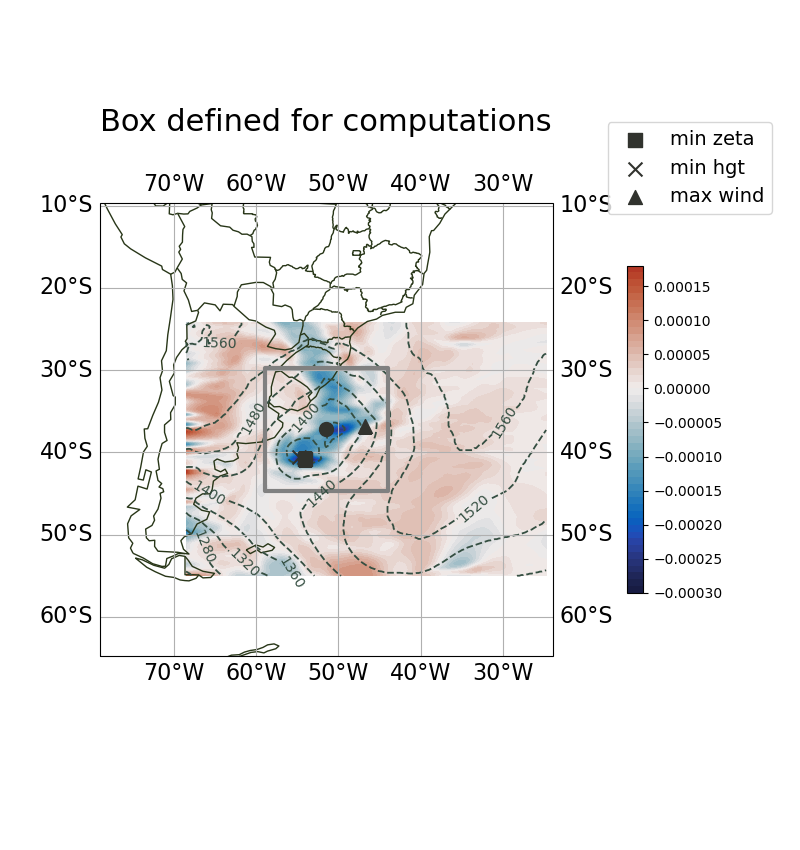 Box defined for computations
min zeta
min hgt
max wind
70°W 60°W 50°W 40°W 30°W
10°S 10°S
20°S 20°S
30°S 30°S
40°S 40°S
50°S 50°S
60°S 60°S
70°W 60°W 50°W 40°W 30°W
1560
1480
1400
1560
1440
1400
1520
1280
1320
1360
0.00015
0.00010
0.00005
0.00000
−0.00005
−0.00010
−0.00015
−0.00020
−0.00025
−0.00030